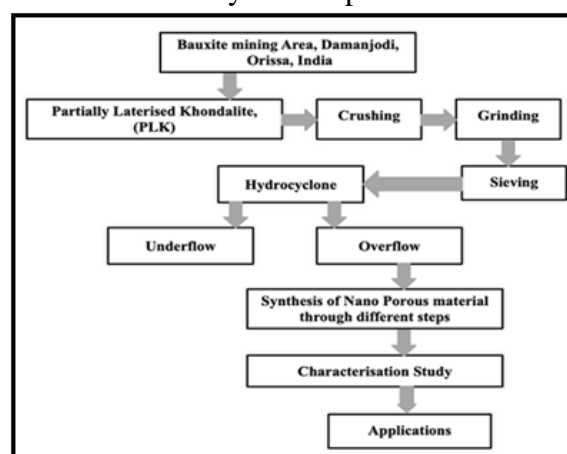 Bauxite mining Area, Damanjodi,
Orissa, India
Partially Laterised Khondalite,
(PLK)
Crushing
Grinding
Sieving
Hydrocyclone
Underflow
Overflow
Synthesis of Nano Porous material
through different steps
Characterisation Study
Applications